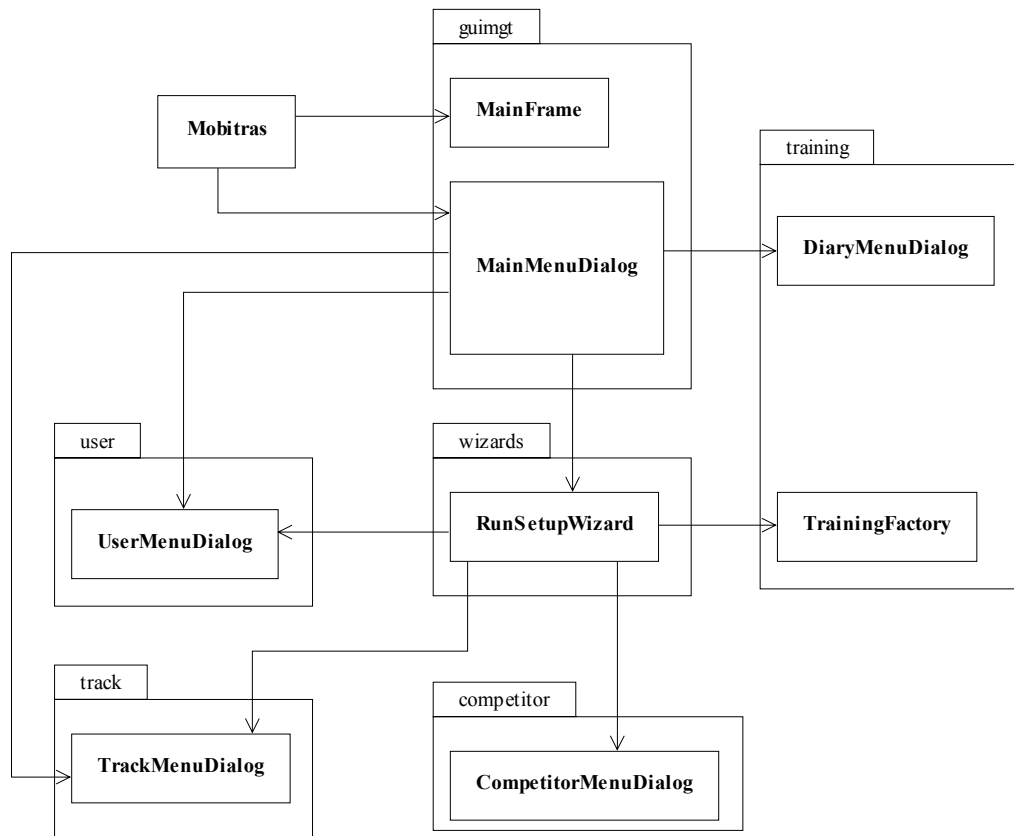 guimgt
MainFrame
Mobitras
training
MainMenuDialog
DiaryMenuDialog
user
wizards
RunSetupWizard
TrainingFactory
UserMenuDialog
track
competitor
TrackMenuDialog
CompetitorMenuDialog